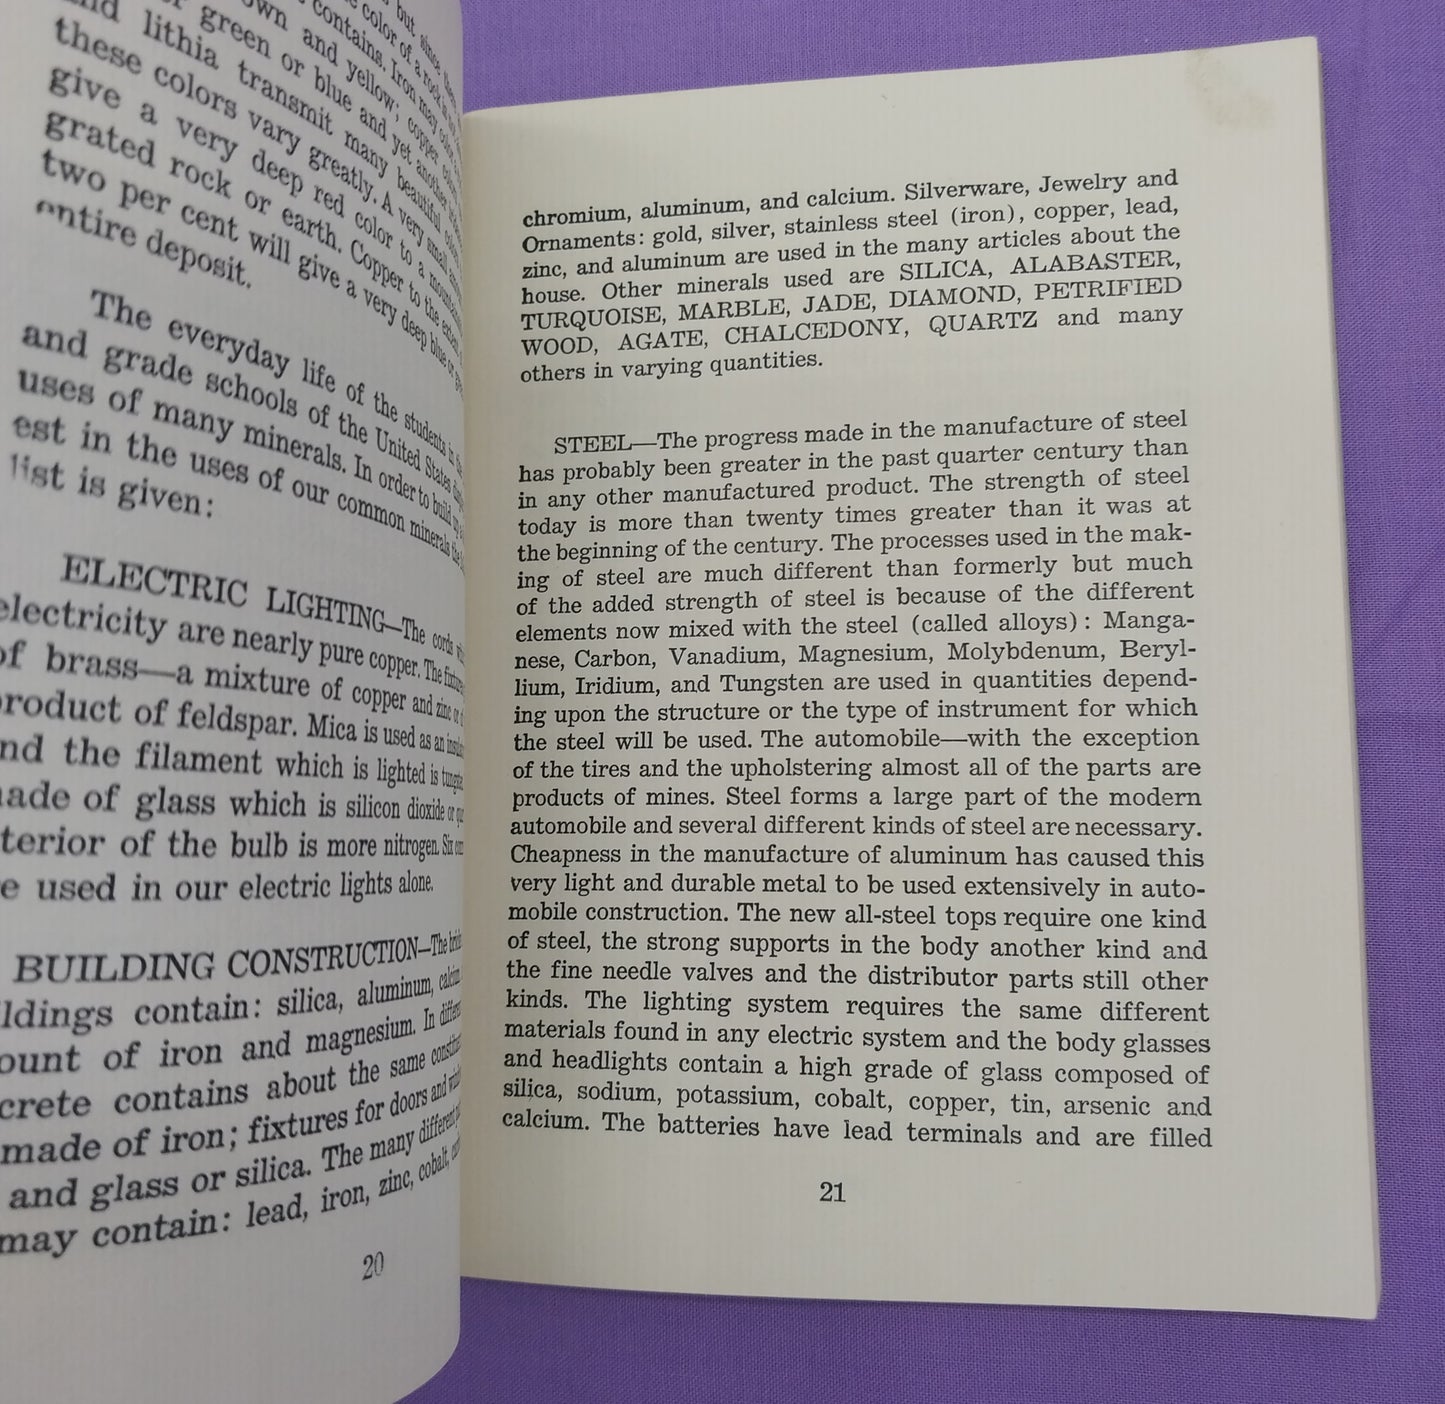 but since there
the color of a rock is
own and yellow; copper
contains. Iron may color
green or blue and yet another
and lithia transmit many beautiful colors
these colors vary greatly. A very small
give a very deep red color to a
grated rock or earth. Copper to the extent
two per cent will give a very deep blue or
entire deposit.
The everyday life of the students in the
and grade schools of the United States
uses of many minerals. In order to build up
est in the uses of our common minerals the
list is given:
ELECTRIC LIGHTING—The cords
electricity are nearly pure copper. The fixtures
of brass—a mixture of copper and zinc or
product of feldspar. Mica is used as an
nd the filament which is lighted is
ade of glass which is silicon dioxide or
terior of the bulb is more nitrogen. Six
e used in our electric lights alone.
BUILDING CONSTRUCTION—The
ldings contain: silica, aluminum,
ount of iron and magnesium. In
crete contains about the same
made of iron; fixtures for doors and
and glass or silica. The many different
may contain: lead, iron, zinc, cobalt,
20
chromium, aluminum, and calcium. Silverware, Jewelry and
Ornaments: gold, silver, stainless steel (iron), copper, lead,
zinc, and aluminum are used in the many articles about the
house. Other minerals used are SILICA, ALABASTER,
TURQUOISE, MARBLE, JADE, DIAMOND, PETRIFIED
WOOD, AGATE, CHALCEDONY, QUARTZ and many
others in varying quantities.
STEEL—The progress made in the manufacture of steel
has probably been greater in the past quarter century than
in any other manufactured product. The strength of steel
today is more than twenty times greater than it was at
the beginning of the century. The processes used in the mak-
ing of steel are much different than formerly but much
of the added strength of steel is because of the different
elements now mixed with the steel (called alloys): Manga-
nese, Carbon, Vanadium, Magnesium, Molybdenum, Beryl-
lium, Iridium, and Tungsten are used in quantities depend-
ing upon the structure or the type of instrument for which
the steel will be used. The automobile—with the exception
of the tires and the upholstering almost all of the parts are
products of mines. Steel forms a large part of the modern
automobile and several different kinds of steel are necessary.
Cheapness in the manufacture of aluminum has caused this
very light and durable metal to be used extensively in auto-
mobile construction. The new all-steel tops require one kind
of steel, the strong supports in the body another kind and
the fine needle valves and the distributor parts still other
kinds. The lighting system requires the same different
materials found in any electric system and the body glasses
and headlights contain a high grade of glass composed of
silica, sodium, potassium, cobalt, copper, tin, arsenic and
calcium. The batteries have lead terminals and are filled
21